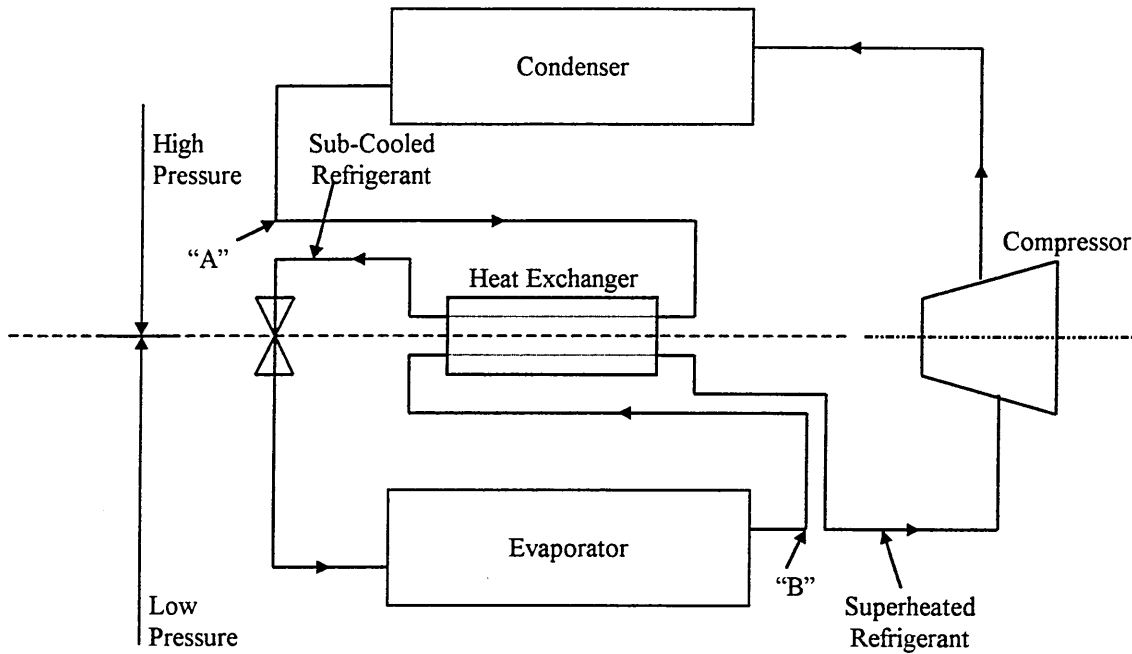 Condenser
High
Pressure
Sub-Cooled
Refrigerant
“A”
Heat Exchanger
Compressor
Evaporator
“B”
Low
Pressure
Superheated
Refrigerant